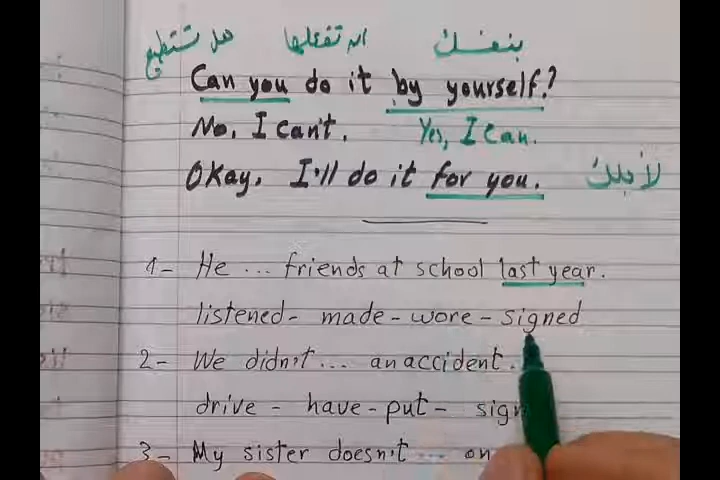 هل تستطيع ان تفعلها بنفسك
Can you do it by yourself?
No, I can't. Yes, I can.
Okay, I'll do it for you. لأجلك
1- He ... friends at school last year.
listened - made - wore - signed
2- We didn't ... an accident.
drive - have - put - sign
3- My sister doesn't ... on